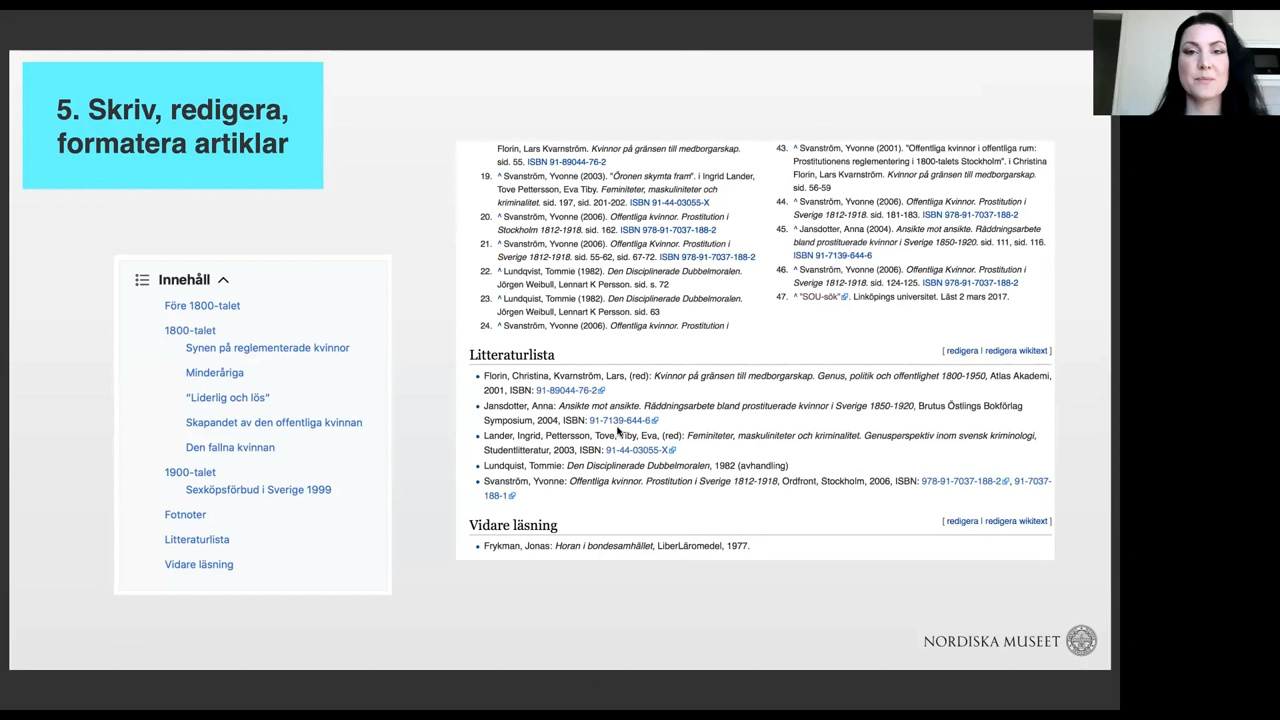 5. Skriv, redigera,
formatera artiklar
Innehåll
Före 1800-talet
1800-talet
Synen på reglementerade kvinnor
Minderåriga
“Liderlig och lös”
Skapandet av den offentliga kvinnan
Den fallna kvinnan
1900-talet
Sexköpsförbud i Sverige 1999
Fotnoter
Litteraturlista
Vidare läsning
Florin, Lars Kvarnström. Kvinnor på gränsen till medborgarskap.
sid. 55. ISBN 91-89044-76-2
19. ^ Svanström, Yvonne (2003). "Öronen skymta fram". i Ingrid Lander,
Tove Pettersson, Eva Tiby. Feminiteter, maskuliniteter och
kriminalitet. sid. 197, sid. 201-202. ISBN 91-44-03055-X
20. ^ Svanström, Yvonne (2006). Offentliga kvinnor. Prostitution i
Stockholm 1812-1918. sid. 162. ISBN 978-91-7037-188-2
21. ^ Svanström, Yvonne (2006). Offentliga Kvinnor. Prostitution i
Sverige 1812-1918. sid. 55-62, sid. 67-72. ISBN 978-91-7037-188-2
22. ^ Lundqvist, Tommie (1982). Den Disciplinerade Dubbelmoralen.
Jörgen Weibull, Lennart K Persson. sid. s. 72
23. ^ Lundqvist, Tommie (1982). Den Disciplinerade Dubbelmoralen.
Jörgen Weibull, Lennart K Persson. sid. 63
24. ^ Svanström, Yvonne (2006). Offentliga Kvinnor. Prostitution i
43. ^ Svanström, Yvonne (2001). "Offentliga kvinnor i offentliga rum:
Prostitutionens reglementering i 1800-talets Stockholm". i Christina
Florin, Lars Kvarnström. Kvinnor på gränsen till medborgarskap.
sid. 56-59
44. ^ Svanström, Yvonne (2006). Offentliga Kvinnor. Prostitution i
Sverige 1812-1918. sid. 181-183. ISBN 978-91-7037-188-2
45. ^ Jansdotter, Anna (2004). Ansikte mot ansikte. Räddningsarbete
bland prostituerade kvinnor i Sverige 1850-1920. sid. 111, sid. 116.
ISBN 91-7139-644-6
46. ^ Svanström, Yvonne (2006). Offentliga Kvinnor. Prostitution i
Sverige 1812-1918. sid. 124-125. ISBN 978-91-7037-188-2
47. ^ "SOU-sök". Linköpings universitet. Läst 2 mars 2017.
Litteraturlista [ redigera | redigera wikitext ]
• Florin, Christina, Kvarnström, Lars, (red): Kvinnor på gränsen till medborgarskap. Genus, politik och offentlighet 1800-1950, Atlas Akademi,
2001, ISBN: 91-89044-76-2
• Jansdotter, Anna: Ansikte mot ansikte. Räddningsarbete bland prostituerade kvinnor i Sverige 1850-1920, Brutus Östlings Bokförlag
Symposium, 2004, ISBN: 91-7139-644-6
• Lander, Ingrid, Pettersson, Tove, Tiby, Eva, (red): Feminiteter, maskuliniteter och kriminalitet. Genusperspektiv inom svensk kriminologi,
Studentlitteratur, 2003, ISBN: 91-44-03055-X
• Lundquist, Tommie: Den Disciplinerade Dubbelmoralen, 1982 (avhandling)
• Svanström, Yvonne: Offentliga kvinnor. Prostitution i Sverige 1812-1918, Ordfront, Stockholm, 2006, ISBN: 978-91-7037-188-2, 91-7037-
188-1
Vidare läsning [ redigera | redigera wikitext ]
• Frykman, Jonas: Horan i bondesamhället, LiberLäromedel, 1977.
NORDISKA MUSEET